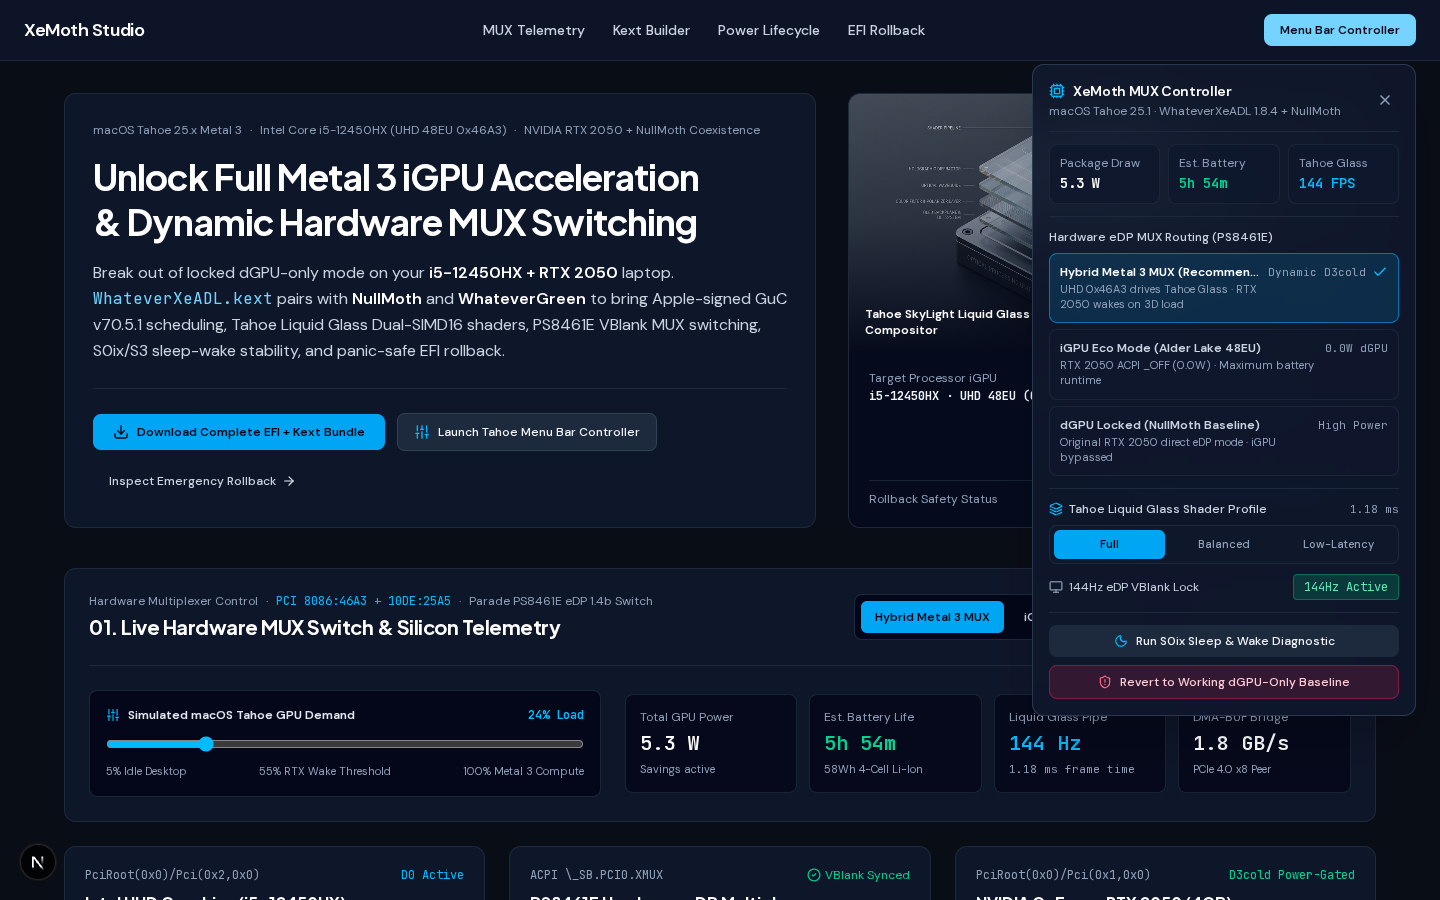 XeMoth Studio
MUX Telemetry
Kext Builder
Power Lifecycle
EFI Rollback
Menu Bar Controller
macOS Tahoe 25.x Metal 3 · Intel Core i5-12450HX (UHD 48EU 0x46A3) · NVIDIA RTX 2050 + NullMoth Coexistence
Unlock Full Metal 3 iGPU Acceleration
& Dynamic Hardware MUX Switching
Break out of locked dGPU-only mode on your i5-12450HX + RTX 2050 laptop.
WhateverXeADL.kext pairs with NullMoth and WhateverGreen to bring Apple-signed GuC
v70.5.1 scheduling, Tahoe Liquid Glass Dual-SIMD16 shaders, PS8461E VBlank MUX switching,
S0ix/S3 sleep-wake stability, and panic-safe EFI rollback.
Download Complete EFI + Kext Bundle
Launch Tahoe Menu Bar Controller
Inspect Emergency Rollback
SHADER PIPELINE
OPTICAL WAVEGUIDE
Tahoe SkyLight Liquid Glass
Compositor
Target Processor iGPU
i5-12450HX · UHD 48EU (
Rollback Safety Status
XeMoth MUX Controller
macOS Tahoe 25.1 · WhateverXeADL 1.8.4 + NullMoth
Package Draw
5.3 W
Est. Battery
5h 54m
Tahoe Glass
144 FPS
Hardware eDP MUX Routing (PS8461E)
Hybrid Metal 3 MUX (Recommen...
Dynamic D3cold
UHD 0x46A3 drives Tahoe Glass · RTX
2050 wakes on 3D load
iGPU Eco Mode (Alder Lake 48EU)
0.0W dGPU
RTX 2050 ACPI _OFF (0.0W) · Maximum battery
runtime
dGPU Locked (NullMoth Baseline)
High Power
Original RTX 2050 direct eDP mode · iGPU
bypassed
Tahoe Liquid Glass Shader Profile
1.18 ms
Full
Balanced
Low-Latency
144Hz eDP VBlank Lock
144Hz Active
Run S0ix Sleep & Wake Diagnostic
Revert to Working dGPU-Only Baseline
Hardware Multiplexer Control · PCI 8086:46A3 + 10DE:25A5 · Parade PS8461E eDP 1.4b Switch
01. Live Hardware MUX Switch & Silicon Telemetry
Hybrid Metal 3 MUX
Simulated macOS Tahoe GPU Demand
24% Load
5% Idle Desktop
55% RTX Wake Threshold
100% Metal 3 Compute
Total GPU Power
5.3 W
Savings active
Est. Battery Life
5h 54m
58Wh 4-Cell Li-Ion
Liquid Glass Pipe
144 Hz
1.18 ms frame time
DMA-BUF Bridge
1.8 GB/s
PCIe 4.0 x8 Peer
PciRoot(0x0)/Pci(0x2,0x0)
D0 Active
ACPI \_SB.PCI0.XMUX
VBlank Synced
PciRoot(0x0)/Pci(0x1,0x0)
D3cold Power-Gated